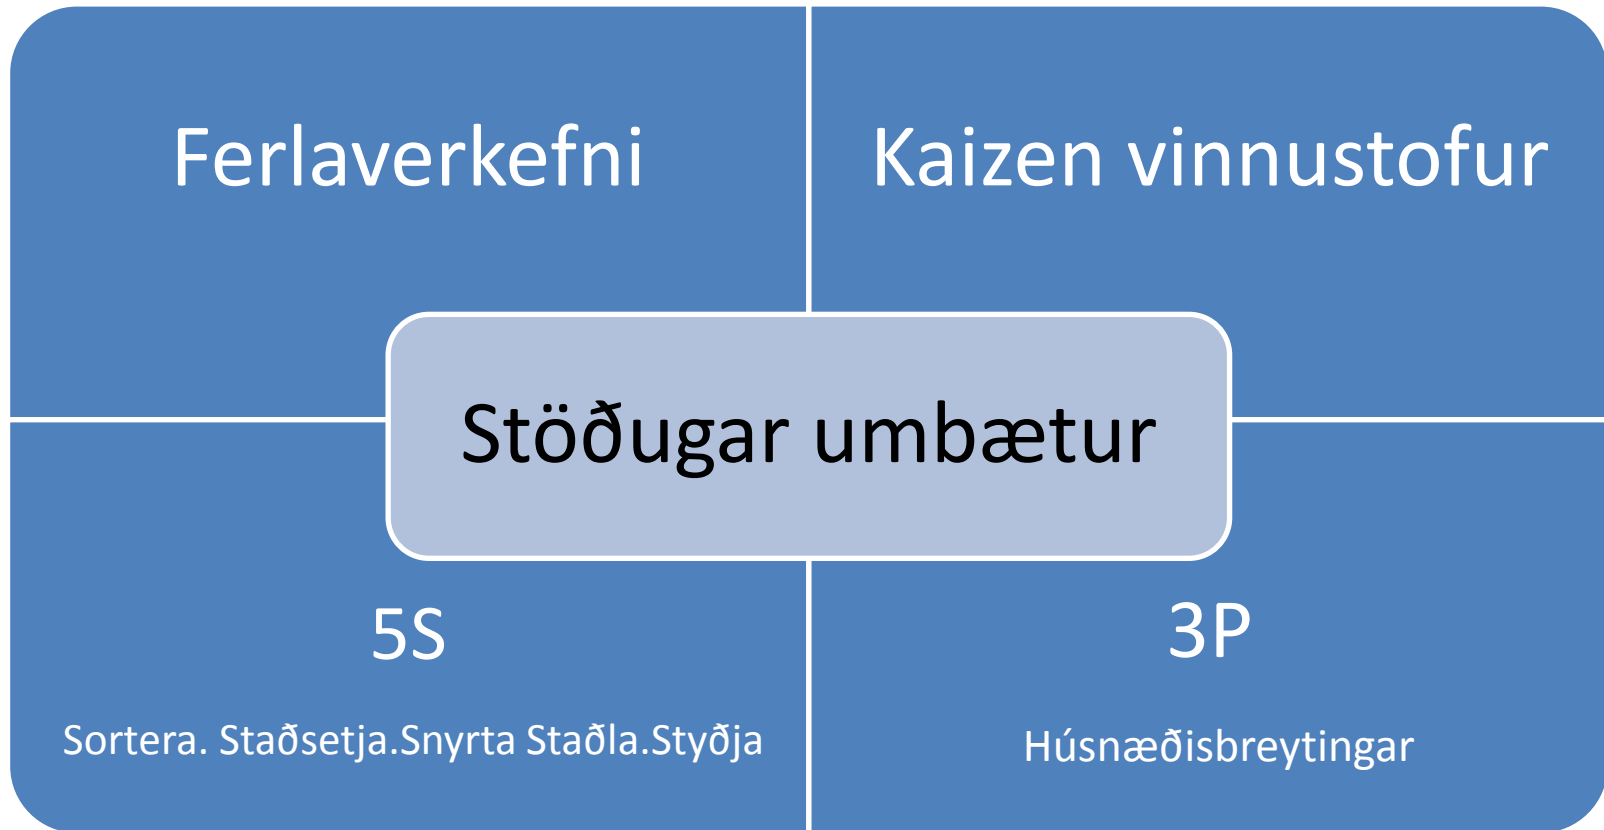 Ferlaverkefni
Kaizen vinnustofur
Stöðugar umbætur
5S
Sortera. Staðsetja.Snyrta Staðla.Styðja
3P
Húsnæðisbreytingar